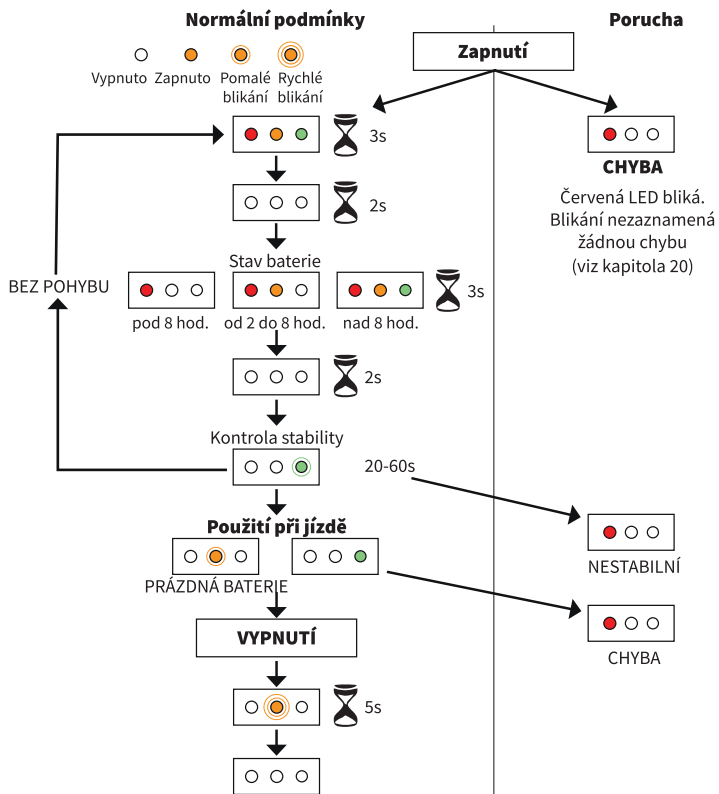 Normální podmínky
Porucha
Zapnutí
Vypnuto
Zapnuto
Pomalé
blikání
Rychlé
blikání
3s
CHYBA
Červená LED bliká.
Blikání nezaznamená
žádnou chybu
(viz kapitola 20)
2s
Stav baterie
BEZ POHYBU
3s
pod 8 hod.
od 2 do 8 hod.
nad 8 hod.
2s
Kontrola stability
20-60s
Použití při jízdě
NESTABILNÍ
PRÁZDNÁ BATERIE
VYPNUTÍ
CHYBA
5s